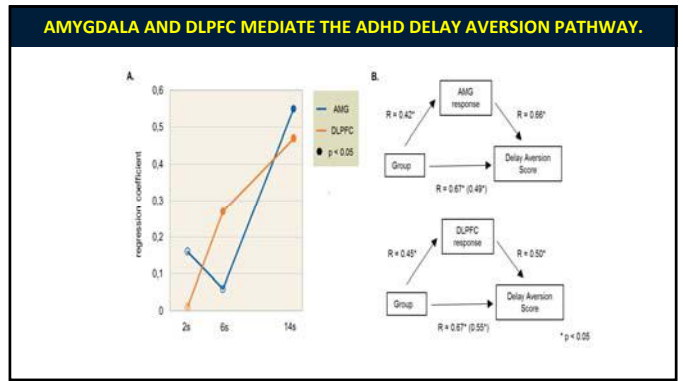 AMYGDALA AND DLPFC MEDIATE THE ADHD DELAY AVERSION PATHWAY.
A.
regression coefficient
0,6
0,5
0,4
0,3
0,2
0,1
0
2s
6s
14s
AMG
DLPFC
p < 0.05
B.
AMG
response
R = 0.42*
R = 0.66*
Group
Delay Aversion
Score
R = 0.67* (0.49*)
DLPFC
response
R = 0.45*
R = 0.50*
Group
Delay Aversion
Score
R = 0.67* (0.55*)
* p < 0.05